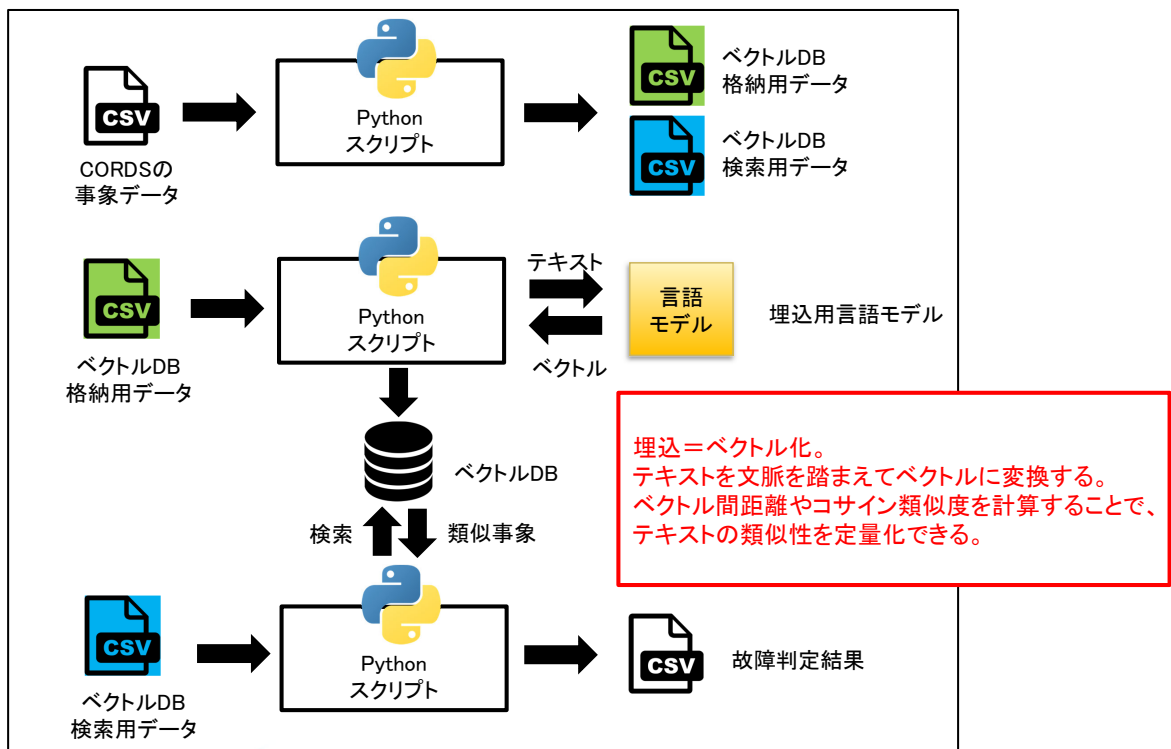 CSV
CORDSの
事象データ
Python
スクリプト
CSV
ベクトルDB
格納用データ
CSV
ベクトルDB
検索用データ
CSV
ベクトルDB
格納用データ
Python
スクリプト
テキスト
ベクトル
言語
モデル
埋込用言語モデル
ベクトルDB
埋込＝ベクトル化。
テキストを文脈を踏まえてベクトルに変換する。
ベクトル間距離やコサイン類似度を計算することで、
テキストの類似性を定量化できる。
検索
類似事象
CSV
ベクトルDB
検索用データ
Python
スクリプト
CSV
故障判定結果